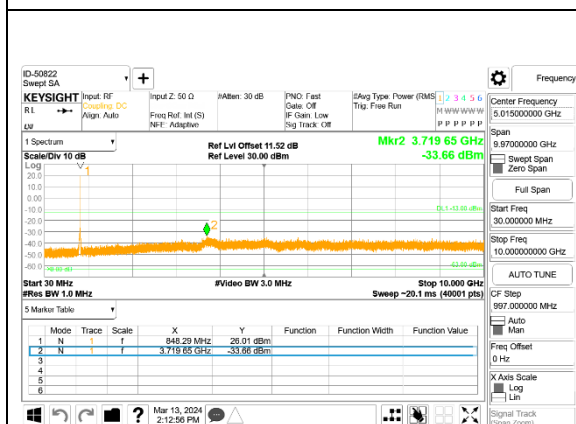 ID-50822
Swept SA
+
Frequency
KEYSIGHT
RL
Input: RF
Coupling: DC
Align: Auto
Input Z: 50 Ω
Freq Ref: Int (S)
NFE: Adaptive
#Atten: 30 dB
PNO: Fast
Gate: Off
IF Gain: Low
Sig Track: Off
#Avg Type: Power (RMS
Trig: Free Run
1 2 3 4 5 6
M W W W W W
P P P P P P
1 Spectrum
Scale/Div 10 dB
Log
Ref Lvl Offset 11.52 dB
Ref Level 30.00 dBm
Mkr2 3.719 65 GHz
-33.66 dBm
1
20.0
10.0
0.00
-10.0
-20.0
-30.0
-40.0
-50.0
-60.0
2
Start 30 MHz
#Res BW 1.0 MHz
#Video BW 3.0 MHz
Stop 10.000 GHz
Sweep ~20.1 ms (40001 pts)
5 Marker Table
Mode Trace Scale X Y Function Function Width Function Value
1 N 1 f 848.29 MHz 26.01 dBm
2 N 1 f 3.719 65 GHz -33.66 dBm
3
4
5
6
Mar 13, 2024
2:12:56 PM
Center Frequency
5.015000000 GHz
Span
9.97000000 GHz
Swept Span
Zero Span
Full Span
Start Freq
30.000000 MHz
Stop Freq
10.000000000 GHz
AUTO TUNE
CF Step
997.000000 MHz
Auto
Man
Freq Offset
0 Hz
X Axis Scale
Log
Lin
Signal Track
(Span Zoom)